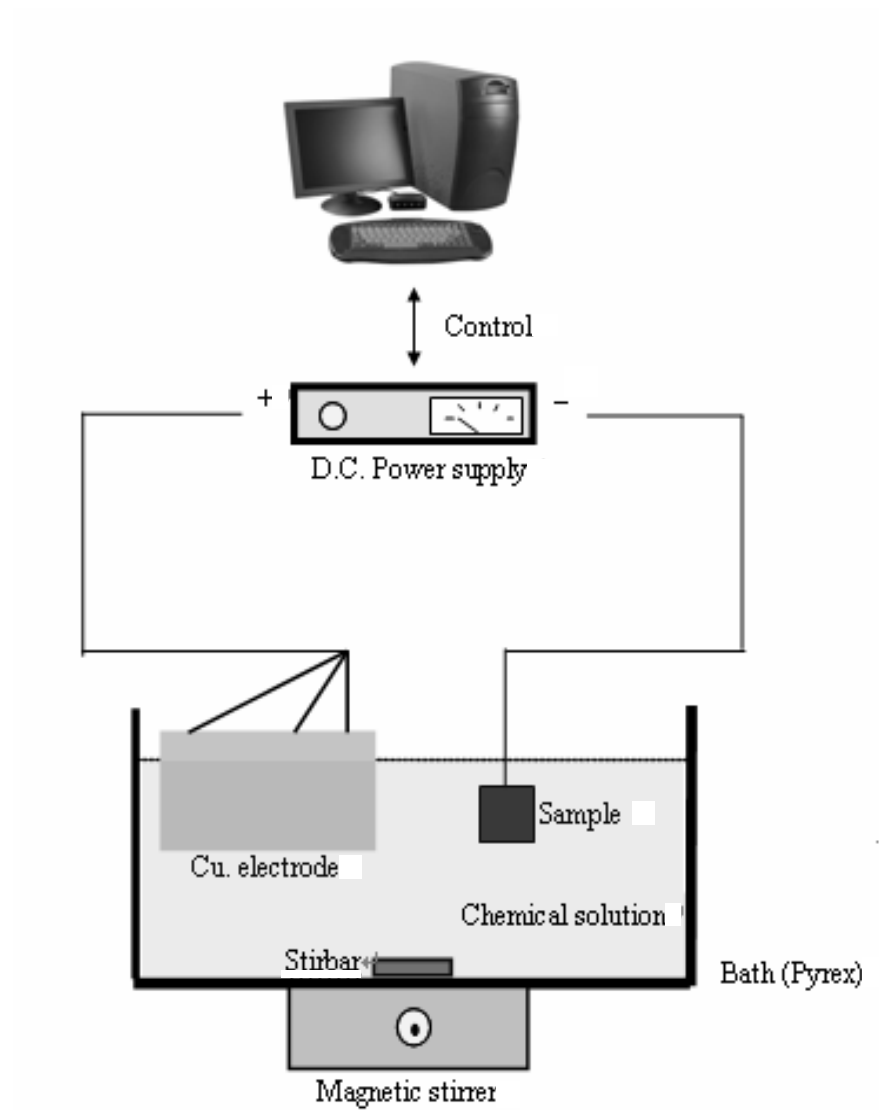 Control
+
−
D.C. Power supply
Sample
Cu. electrode
Chemical solution
Stirbar
Bath (Pyrex)
Magnetic stirrer